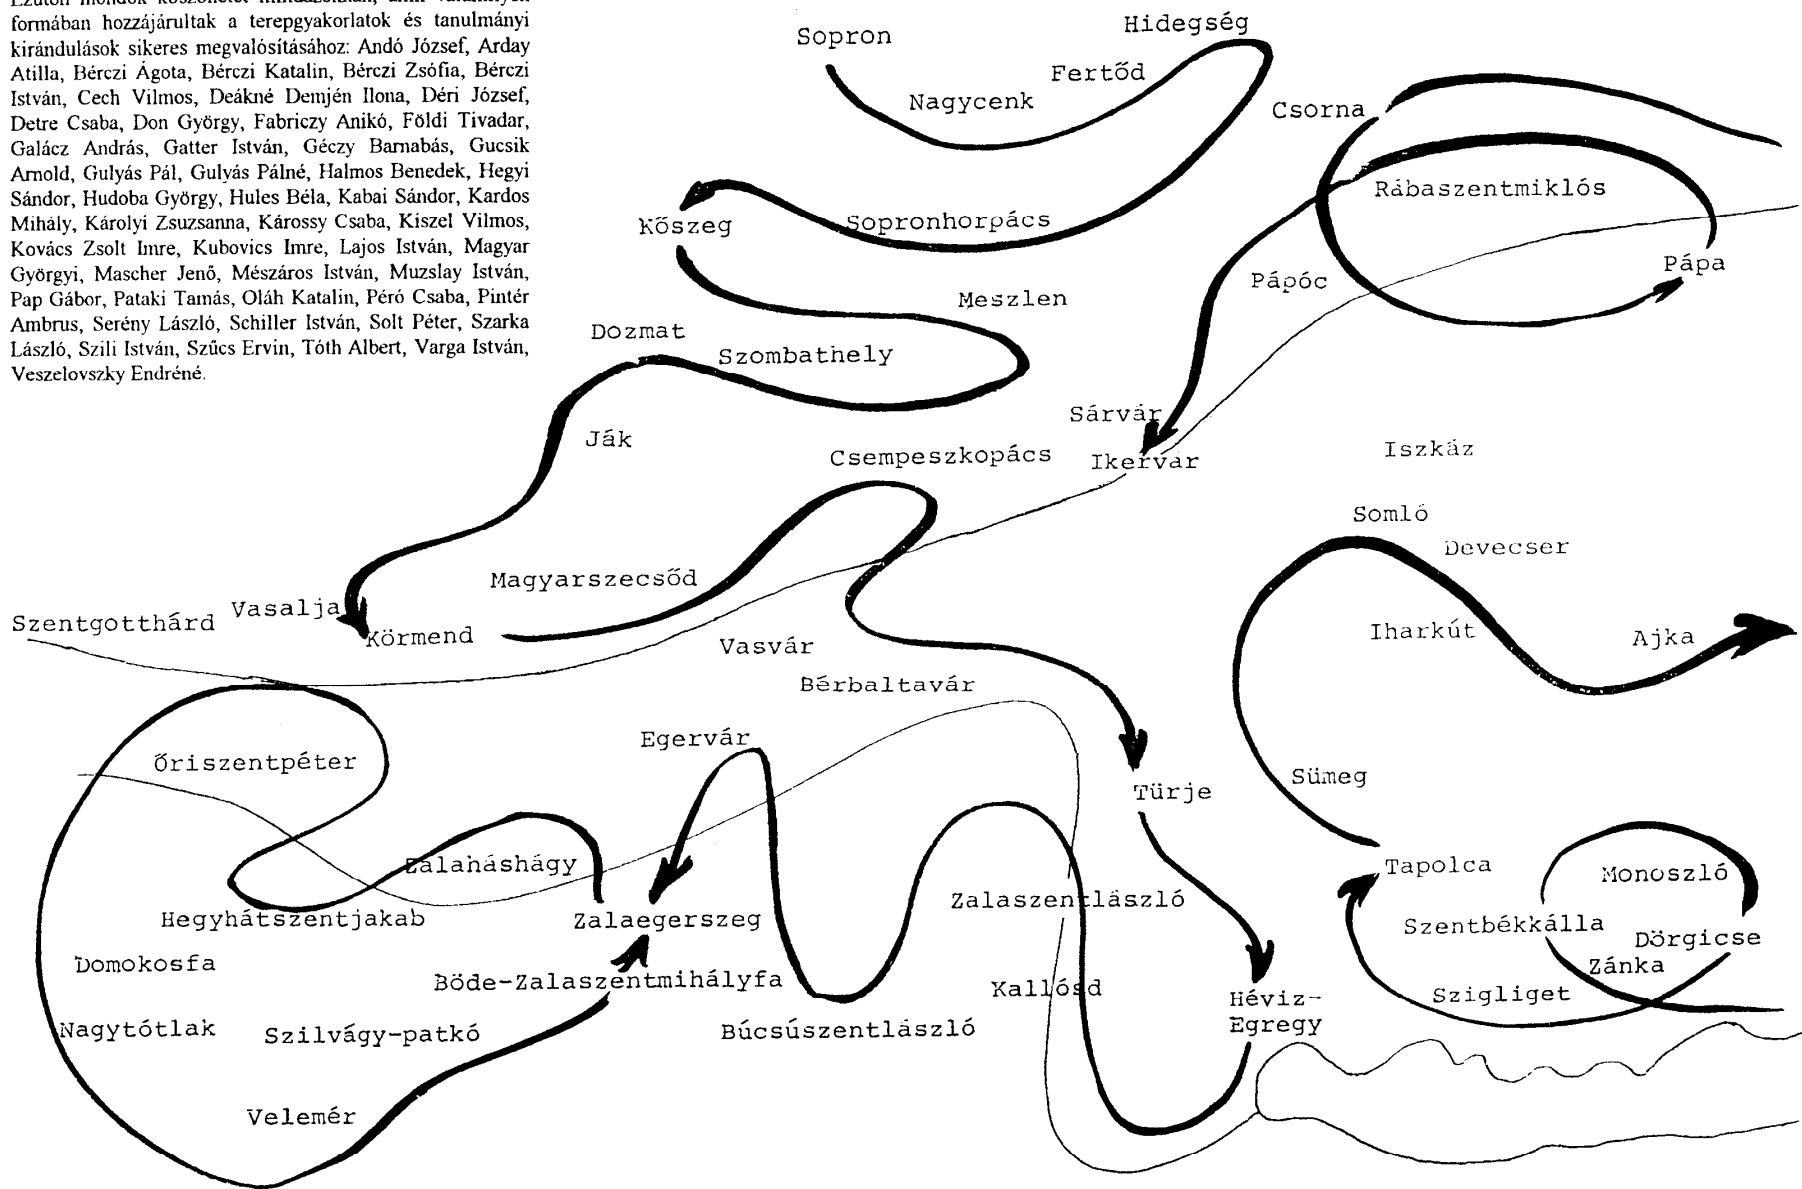 formában hozzájárultak a terepgyakorlatok és tanulmányi
kirándulások sikeres megvalósításához: Andó József, Arday
Atilla, Bérczi Ágota, Bérczi Katalin, Bérczi Zsófia, Bérczi
István, Cech Vilmos, Deákné Demjén Ilona, Déri József,
Detre Csaba, Don György, Fabriczy Anikó, Földi Tivadar,
Galácz András, Gatter István, Géczy Barnabás, Gucsik
Arnold, Gulyás Pál, Gulyás Pálné, Halmos Benedek, Hegyi
Sándor, Hudoba György, Hules Béla, Kabai Sándor, Kardos
Mihály, Károlyi Zsuzsanna, Károssy Csaba, Kiszel Vilmos,
Kovács Zsolt Imre, Kubovics Imre, Lajos István, Magyar
Györgyi, Mascher Jenő, Mészáros István, Muzslay István,
Pap Gábor, Pataki Tamás, Oláh Katalin, Péró Csaba, Pintér
Ambrus, Serény László, Schiller István, Solt Péter, Szarka
László, Szili István, Szűcs Ervin, Tóth Albert, Varga István,
Veszelovszky Endréné.
Hidegség
Sopron
Fertőd
Nagycenk
Csorna
Rábaszentmiklós
Kőszeg
Sopronhorpács
Pápa
Pápóc
Meszlen
Dozmat
Szombathely
Sárvár
Ják
Iszkáz
Csempeszkopács
Ikervár
Somló
Devecser
Magyarszecsőd
Vasalja
Szentgotthárd
Körmend
Iharkút
Ajka
Vasvár
Bérbaltavár
Egervár
Őriszentpéter
Sümeg
Türje
Zalaháshágy
Tapolca
Monoszló
Zalaszentlászló
Hegyhátszentjakab
Zalaegerszeg
Szentbékkálla
Dörgicse
Domokosfa
Zánka
Böde-Zalaszentmihályfa
Kallósd
Szigliget
Héviz-
Egregy
Nagytótlak
Szilvágy-patkó
Búcsúszentlászló
Velemér